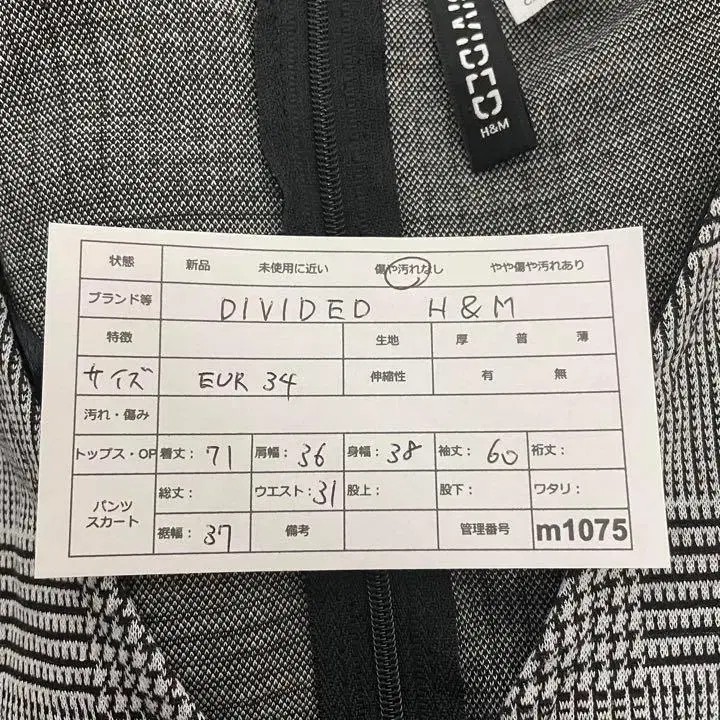 DIVIDED
H&M
状態 新品 未使用に近い 傷や汚れなし やや傷や汚れあり
ブランド等 DIVIDED H&M
特徴 生地 厚 普 薄
サイズ EUR 34 伸縮性 有 無
汚れ・傷み
トップス・OP 着丈：71 肩幅：36 身幅：38 袖丈：60 裄丈：
パンツ スカート 総丈： ウエスト：31 股上： 股下： ワタリ：
裾幅：37 備考 管理番号 m1075